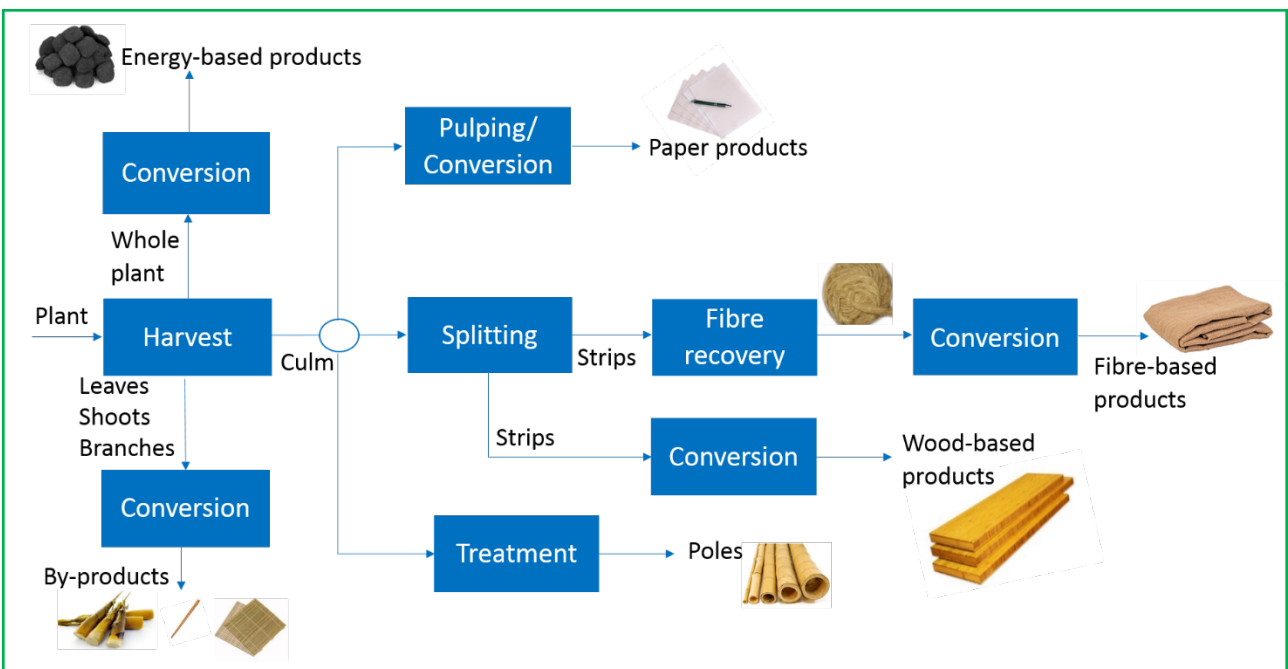 Energy-based products
Conversion
Whole
plant
Plant
Harvest
Leaves
Shoots
Branches
Conversion
By-products
Culm
Pulping/
Conversion
Paper products
Splitting
Strips
Fibre
recovery
Conversion
Fibre-based
products
Strips
Conversion
Wood-based
products
Treatment
Poles